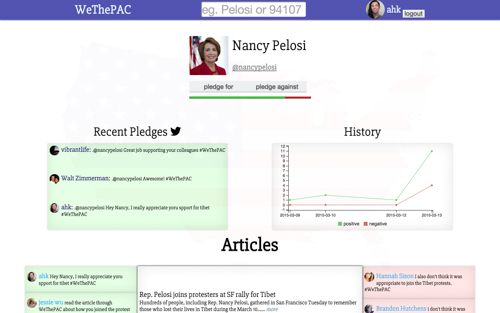 WeThePAC
eg. Pelosi or 94107
ahk
logout
Nancy Pelosi
@nancypelosi
pledge for
pledge against
Recent Pledges
vibrantlife: .@nancypelosi Great job supporting your colleagues #WeThePAC
Walt Zimmerman: .@nancypelosi Awesome! #WeThePAC
ahk: .@nancypelosi Hey Nancy, I really appreciate yoru spport for tibet
#WeThePAC
History
12
11
10
9
8
7
6
5
4
3
2
1
0
-1
2015-03-09
2015-03-10
2015-03-12
2015-03-13
positive
negative
Articles
ahk Hey Nancy, I really appreciate yoru
spport for tibet #WeThePAC
jessie wu read the article through
WeThePAC about how you joined the protest
Rep. Pelosi joins protesters at SF rally for Tibet
Hundreds of people, including Rep. Nancy Pelosi, gathered in San Francisco Tuesday to remember
those who lost their lives in Tibet during the March 10...... more
Hannah Sison I also don't think it was
appropriate to join the Tibet protests.
#WeThePAC
Brandon Hutchens I don't think it was